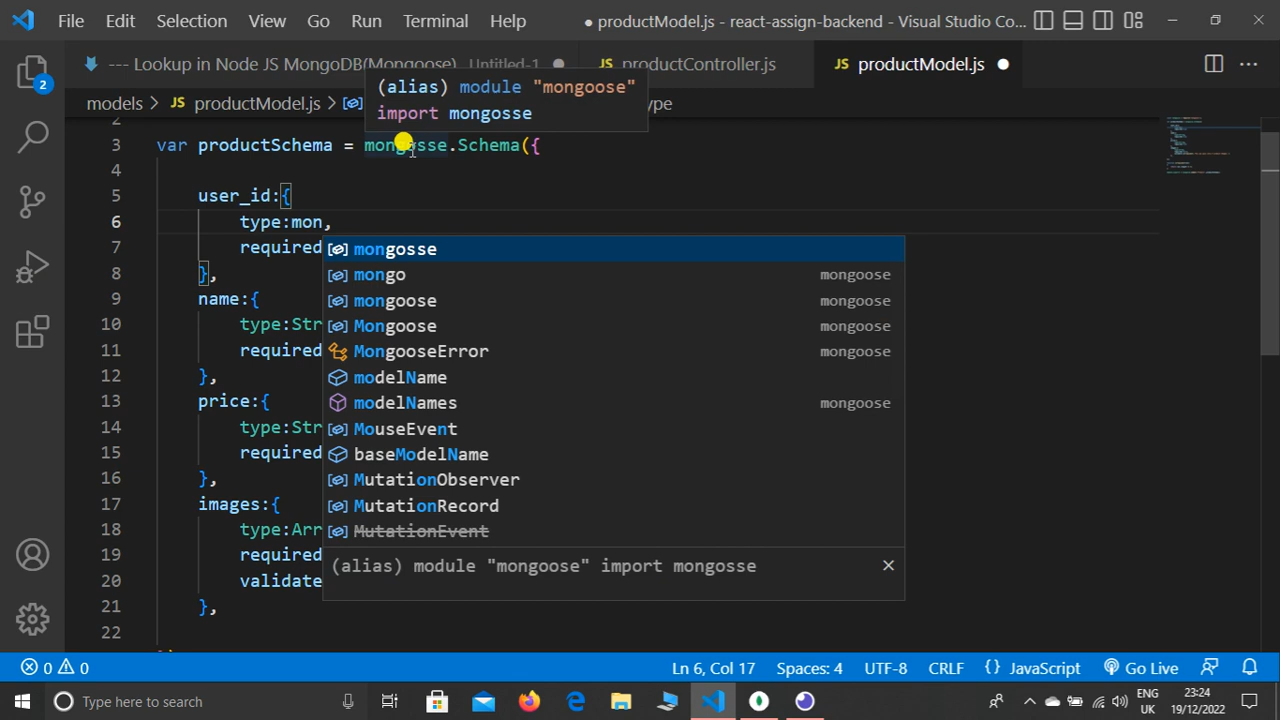 File Edit Selection View Go Run Terminal Help ● productModel.js - react-assign-backend - Visual Studio Co...
2
--- Lookup in Node JS MongoDB(Mongoose) Untitled-1
JS productController.js
JS productModel.js
models > JS productModel.js > ype
(alias) module "mongoose"
import mongosse
2
3 var productSchema = mongosse.Schema({
4
5 user_id:{
6 type:mon,
7 required
8 },
9 name:{
10 type:Str
11 required
12 },
13 price:{
14 type:Str
15 required
16 },
17 images:{
18 type:Arr
19 required
20 validate
21 },
22
mongosse
mongo mongoose
mongoose mongoose
Mongoose mongoose
MongooseError mongoose
modelName
modelNames mongoose
MouseEvent
baseModelName
MutationObserver
MutationRecord
MutationEvent
(alias) module "mongoose" import mongosse
0 0 Ln 6, Col 17 Spaces: 4 UTF-8 CRLF {} JavaScript Go Live
Type here to search
ENG 23:24
UK 19/12/2022